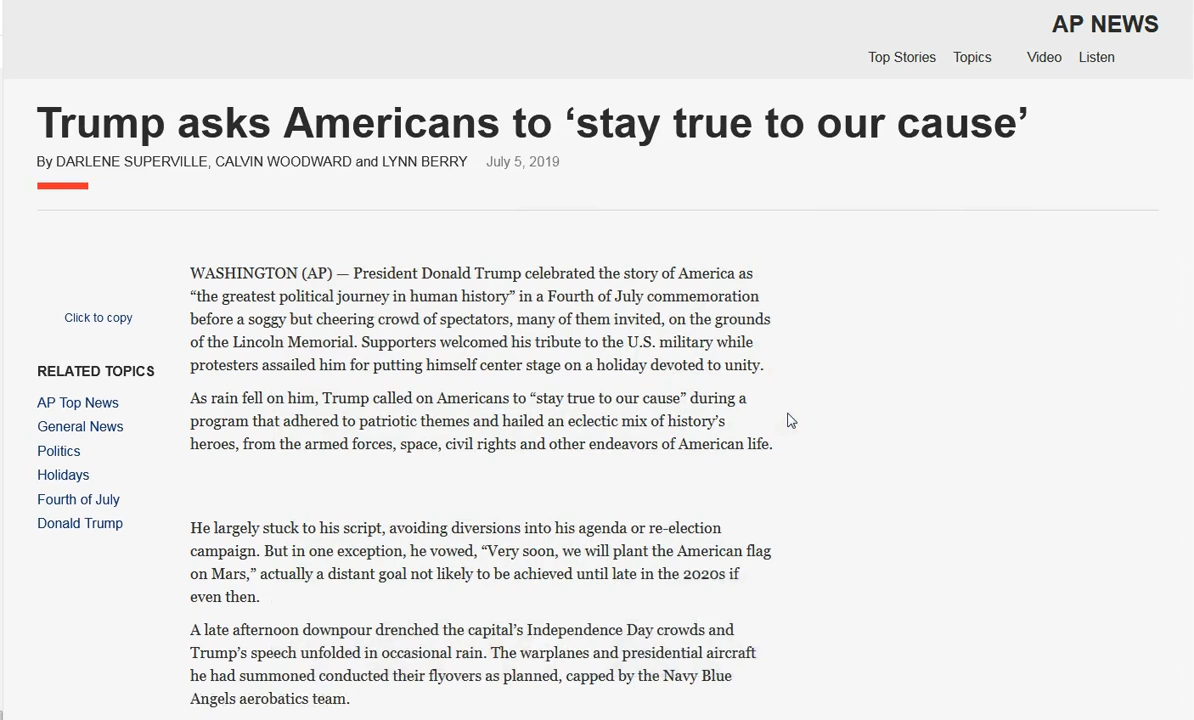 AP NEWS
Top Stories Topics Video Listen
Trump asks Americans to ‘stay true to our cause’
By DARLENE SUPERVILLE, CALVIN WOODWARD and LYNN BERRY July 5, 2019
WASHINGTON (AP) — President Donald Trump celebrated the story of America as
“the greatest political journey in human history” in a Fourth of July commemoration
before a soggy but cheering crowd of spectators, many of them invited, on the grounds
of the Lincoln Memorial. Supporters welcomed his tribute to the U.S. military while
protesters assailed him for putting himself center stage on a holiday devoted to unity.
As rain fell on him, Trump called on Americans to “stay true to our cause” during a
program that adhered to patriotic themes and hailed an eclectic mix of history’s
heroes, from the armed forces, space, civil rights and other endeavors of American life.
He largely stuck to his script, avoiding diversions into his agenda or re-election
campaign. But in one exception, he vowed, “Very soon, we will plant the American flag
on Mars,” actually a distant goal not likely to be achieved until late in the 2020s if
even then.
A late afternoon downpour drenched the capital’s Independence Day crowds and
Trump’s speech unfolded in occasional rain. The warplanes and presidential aircraft
he had summoned conducted their flyovers as planned, capped by the Navy Blue
Angels aerobatics team.
Click to copy
RELATED TOPICS
AP Top News
General News
Politics
Holidays
Fourth of July
Donald Trump